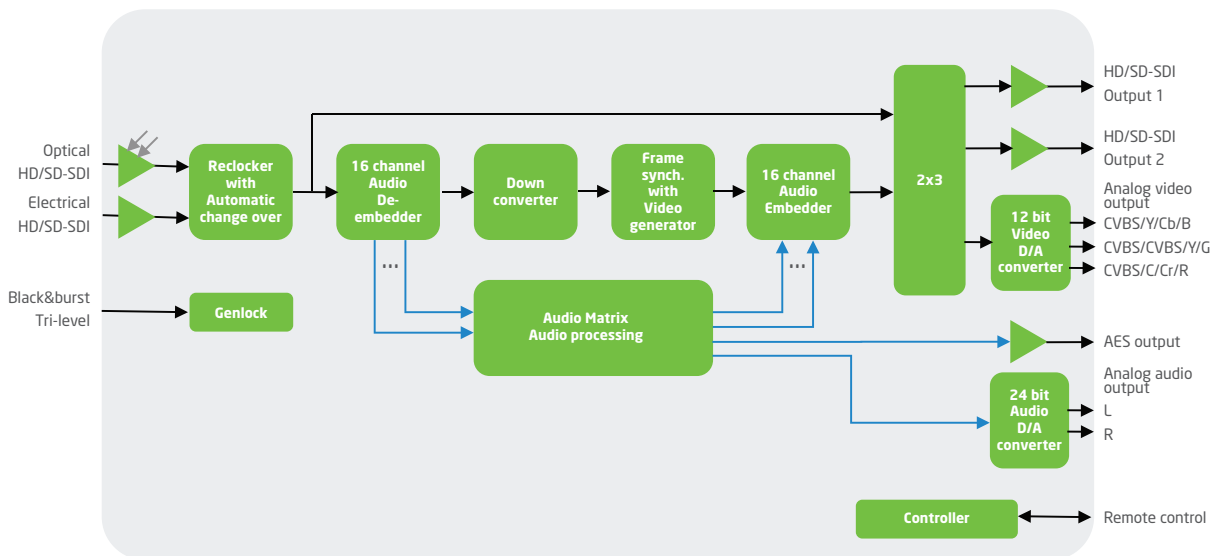 Optical
HD/SD-SDI
Electrical
HD/SD-SDI
Black&burst
Tri-level
Reclocker
with
Automatic
change over
Genlock
16 channel
Audio
De-
embedder
...
Down
converter
Frame
synch.
with
Video
generator
16 channel
Audio
Embedder
...
Audio Matrix
Audio processing
2x3
12 bit
Video
D/A
converter
24 bit
Audio
D/A
converter
Controller
HD/SD-SDI
Output 1
HD/SD-SDI
Output 2
Analog video
output
CVBS/Y/Cb/B
CVBS/CVBS/Y/G
CVBS/C/Cr/R
AES output
Analog audio
output
L
R
Remote control